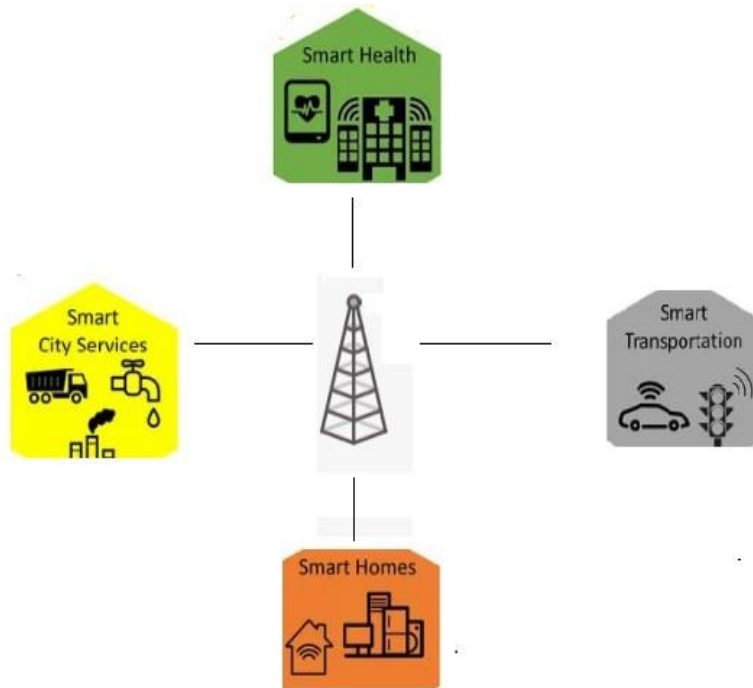 Smart Health
Smart
City Services
Smart
Transportation
Smart Homes